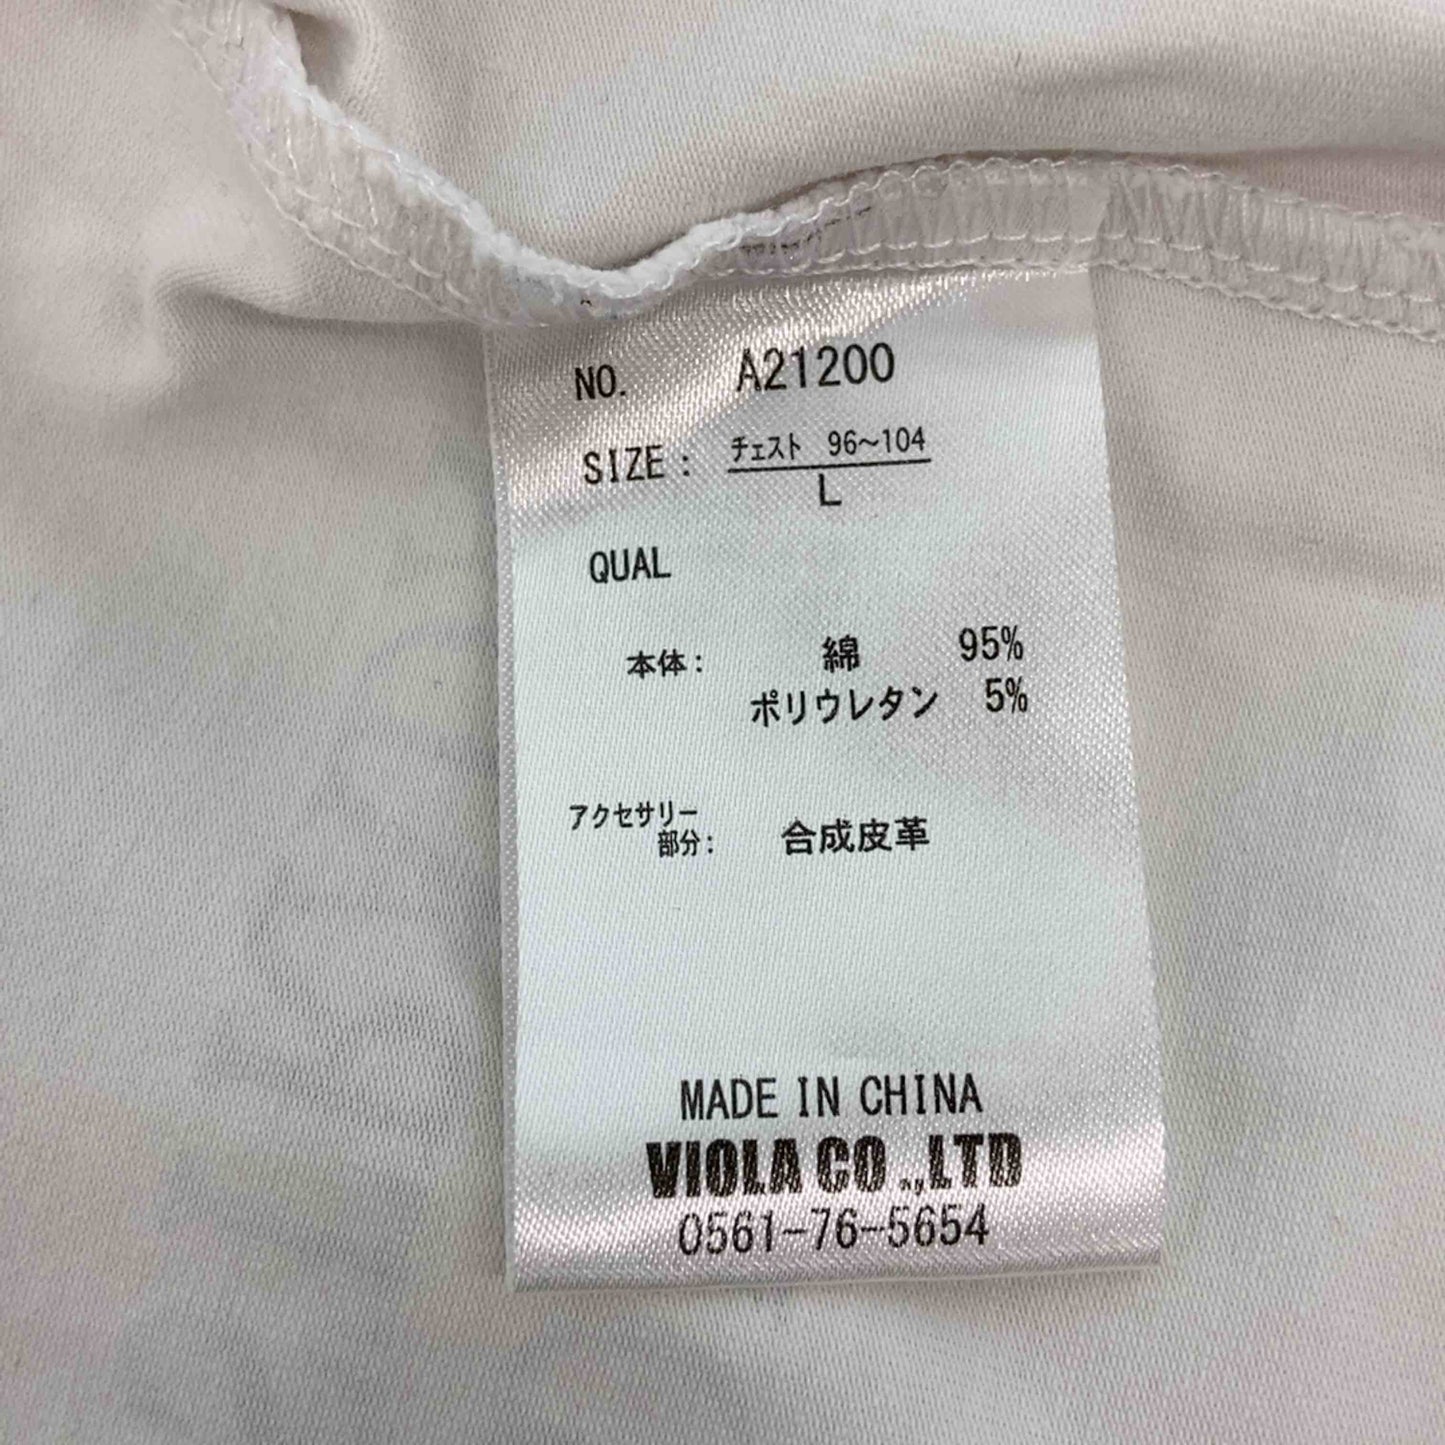 NO. A21200
SIZE : チェスト 96～104
L
QUAL
本体 : 綿 95%
ポリウレタン 5%
アクセサリー
部分 : 合成皮革
MADE IN CHINA
VIOLA CO.,LTD
0561-76-5654